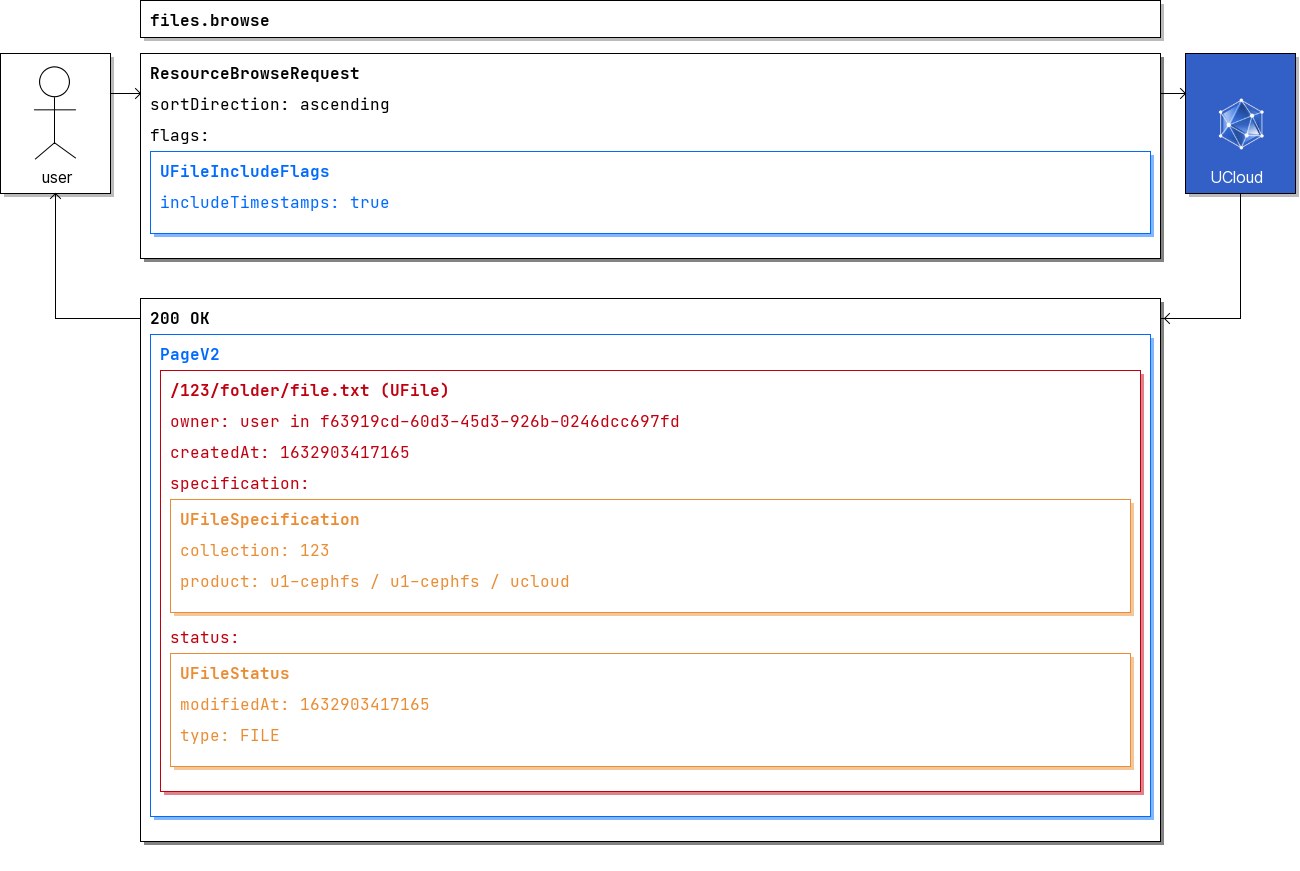 files.browse
user
ResourceBrowseRequest
sortDirection: ascending
flags:
UFileIncludeFlags
includeTimestamps: true
UCloud
200 OK
PageV2
/123/folder/file.txt (UFile)
owner: user in f63919cd-60d3-45d3-926b-0246dcc697fd
createdAt: 1632903417165
specification:
UFileSpecification
collection: 123
product: u1-cephfs / u1-cephfs / ucloud
status:
UFileStatus
modifiedAt: 1632903417165
type: FILE